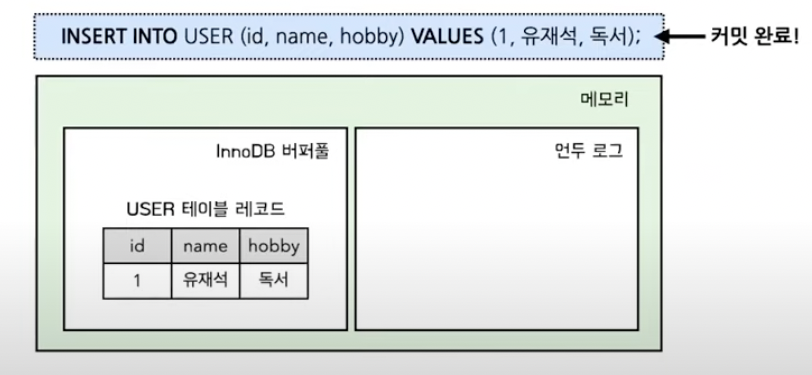 INSERT INTO USER (id, name, hobby) VALUES (1, 유재석, 독서); 커밋 완료!
메모리
InnoDB 버퍼풀
언두 로그
USER 테이블 레코드
id name hobby
1 유재석 독서